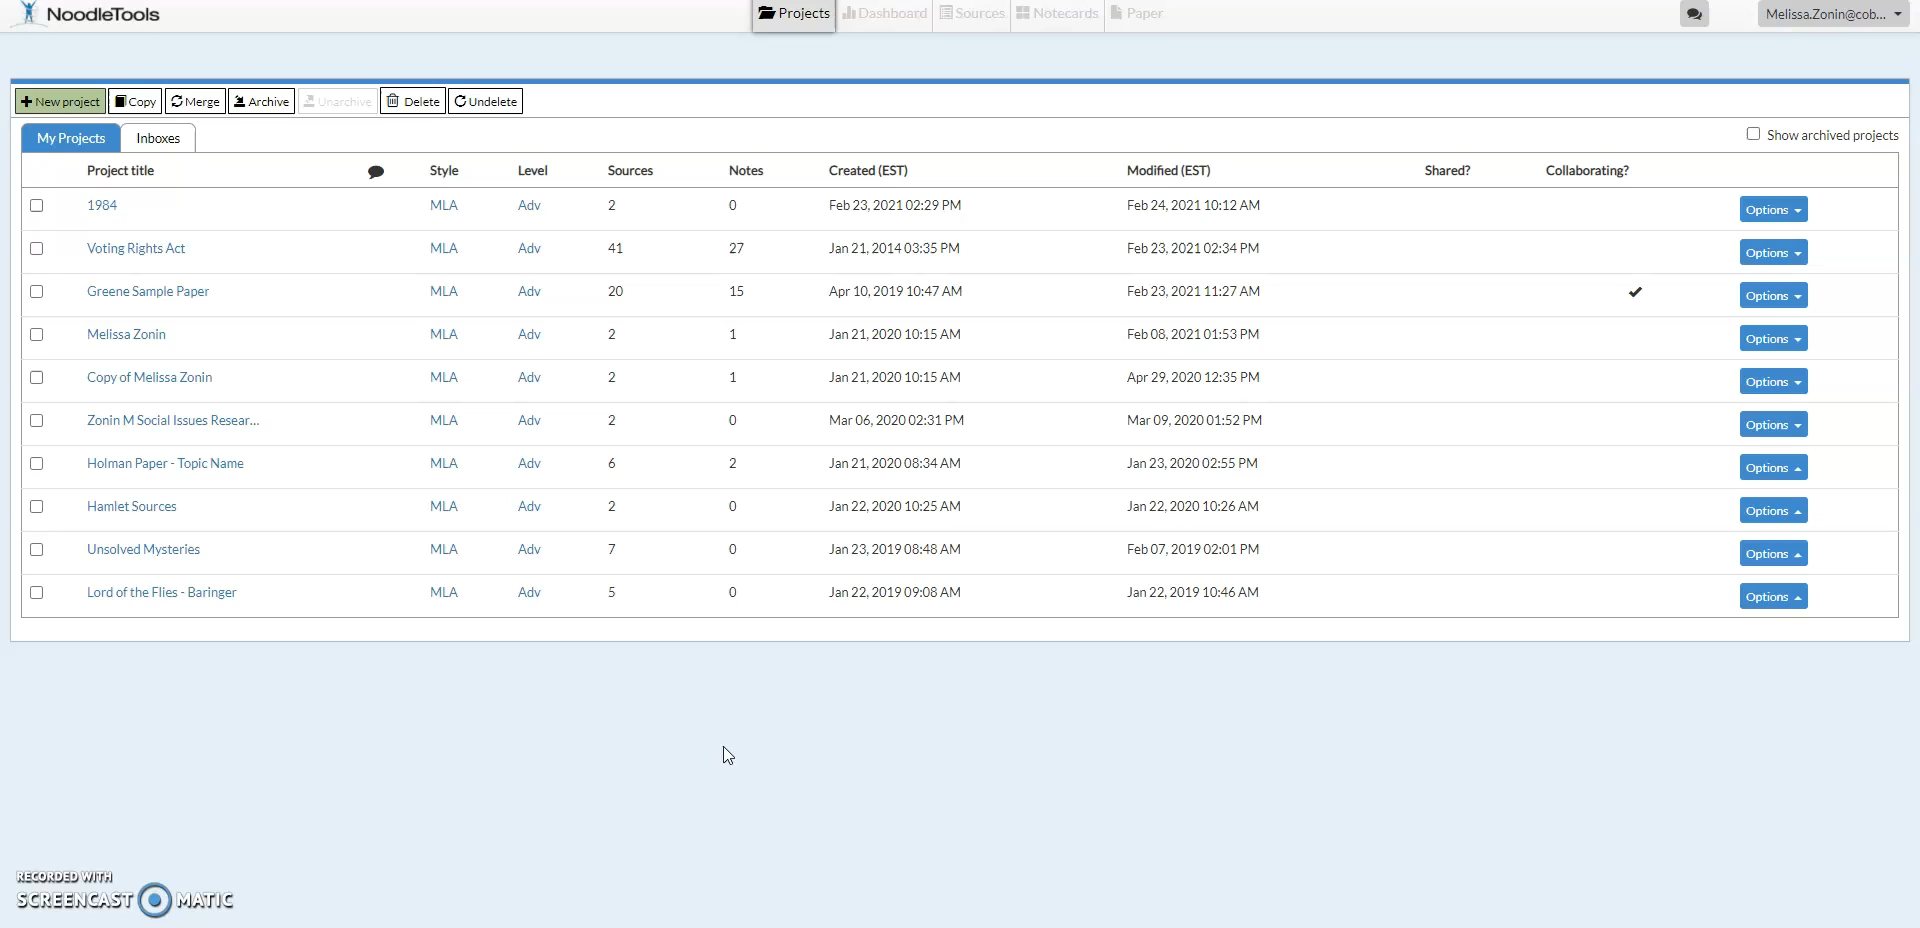 NoodleTools
Projects Dashboard Sources Notecards Paper
Melissa.Zonin@cob...
New project Copy Merge Archive Unarchive Delete Undelete
My Projects Inboxes
Show archived projects
Project title Style Level Sources Notes Created (EST) Modified (EST) Shared? Collaborating?
1984 MLA Adv 2 0 Feb 23, 2021 02:29 PM Feb 24, 2021 10:12 AM Options
Voting Rights Act MLA Adv 41 27 Jan 21, 2014 03:35 PM Feb 23, 2021 02:34 PM Options
Greene Sample Paper MLA Adv 20 15 Apr 10, 2019 10:47 AM Feb 23, 2021 11:27 AM Options
Melissa Zonin MLA Adv 2 1 Jan 21, 2020 10:15 AM Feb 08, 2021 01:53 PM Options
Copy of Melissa Zonin MLA Adv 2 1 Jan 21, 2020 10:15 AM Apr 29, 2020 12:35 PM Options
Zonin M Social Issues Resear... MLA Adv 2 0 Mar 06, 2020 02:31 PM Mar 09, 2020 01:52 PM Options
Holman Paper - Topic Name MLA Adv 6 2 Jan 21, 2020 08:34 AM Jan 23, 2020 02:55 PM Options
Hamlet Sources MLA Adv 2 0 Jan 22, 2020 10:25 AM Jan 22, 2020 10:26 AM Options
Unsolved Mysteries MLA Adv 7 0 Jan 23, 2019 08:48 AM Feb 07, 2019 02:01 PM Options
Lord of the Flies - Baringer MLA Adv 5 0 Jan 22, 2019 09:08 AM Jan 22, 2019 10:46 AM Options
RECORDED WITH
SCREENCAST MATIC